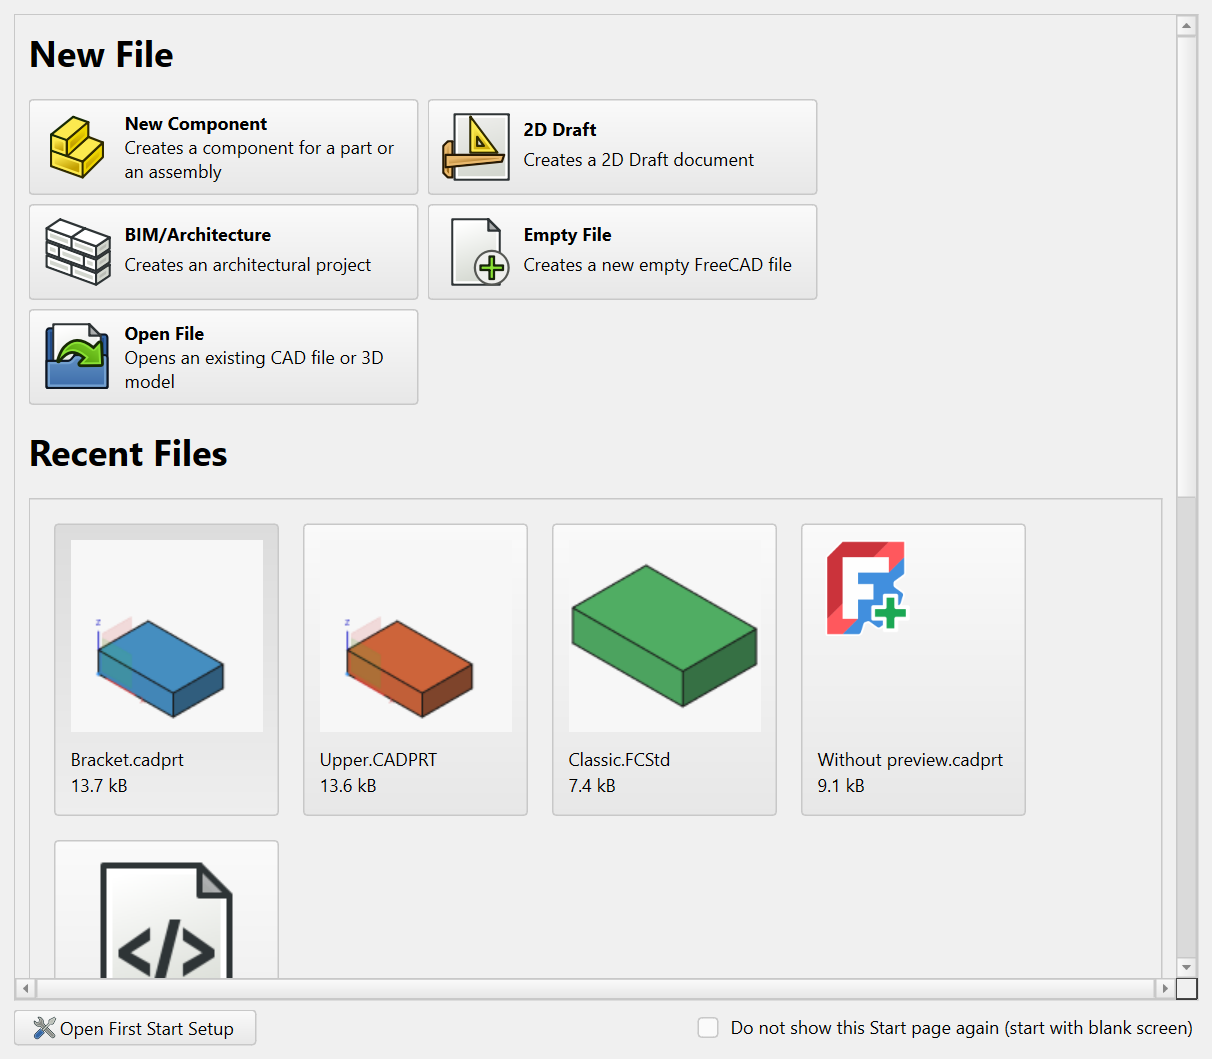 New File
New Component
Creates a component for a part or
an assembly
2D Draft
Creates a 2D Draft document
BIM/Architecture
Creates an architectural project
Empty File
Creates a new empty FreeCAD file
Open File
Opens an existing CAD file or 3D
model
Recent Files
z
Bracket.cadprt
13.7 kB
z
Upper.CADPRT
13.6 kB
Classic.FCStd
7.4 kB
Without preview.cadprt
9.1 kB
</>
Open First Start Setup
Do not show this Start page again (start with blank screen)